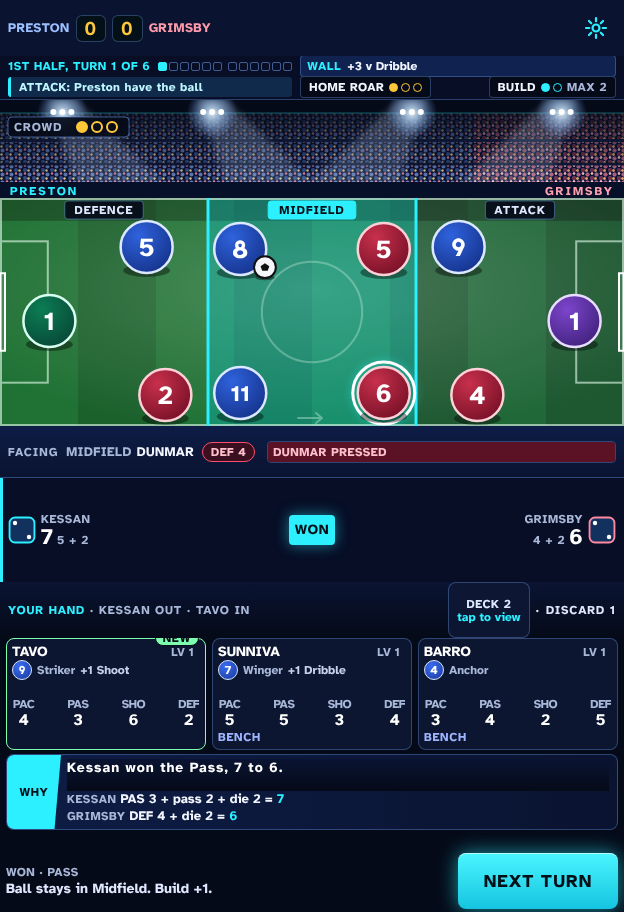 PRESTON 0 0 GRIMSBY
1ST HALF, TURN 1 OF 6
WALL +3 v Dribble
ATTACK: Preston have the ball
HOME ROAR
BUILD MAX 2
CROWD
PRESTON
GRIMSBY
DEFENCE
MIDFIELD
ATTACK
5
8
5
9
1
1
2
11
6
4
FACING MIDFIELD DUNMAR DEF 4
DUNMAR PRESSED
KESSAN
7 5 + 2
WON
GRIMSBY
4 + 2 6
YOUR HAND · KESSAN OUT · TAVO IN
DECK 2
tap to view
· DISCARD 1
NEW
TAVO LV 1
9 Striker +1 Shoot
PAC PAS SHO DEF
4 3 6 2
SUNNIVA LV 1
7 Winger +1 Dribble
PAC PAS SHO DEF
5 5 3 4
BENCH
BARRO LV 1
4 Anchor
PAC PAS SHO DEF
3 4 2 5
BENCH
WHY
Kessan won the Pass, 7 to 6.
KESSAN PAS 3 + pass 2 + die 2 = 7
GRIMSBY DEF 4 + die 2 = 6
WON · PASS
Ball stays in Midfield. Build +1.
NEXT TURN